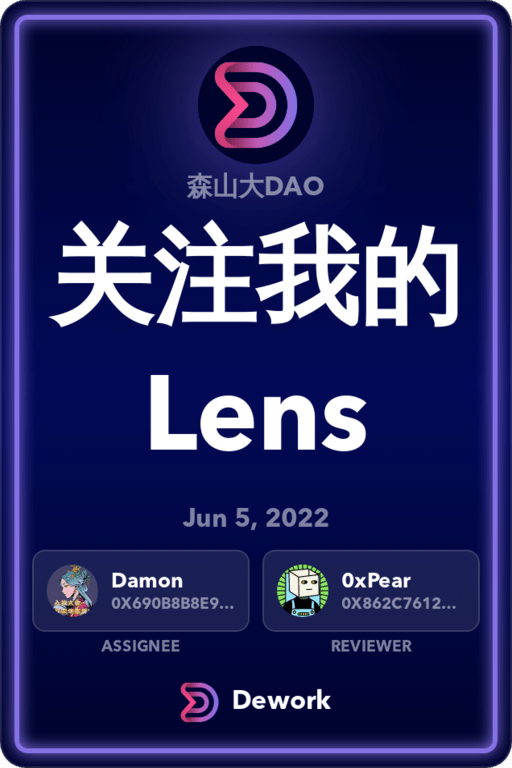 森山大DAO
关注我的
Lens
Jun 5, 2022
Damon
0X690B8B8E9...
ASSIGNEE
0xPear
0X862C7612...
REVIEWER
Dework